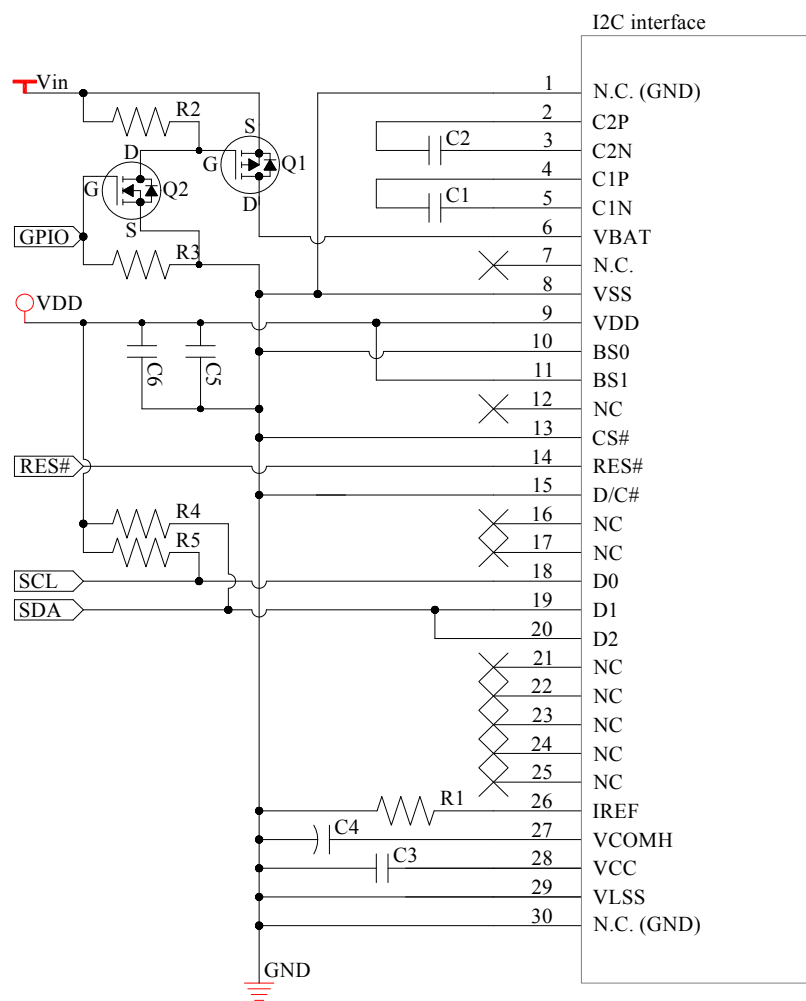 I2C interface
Vin
1 N.C. (GND)
R2
2 C2P
S
C2
3 C2N
D
G Q1
4 C1P
G Q2
C1
5 C1N
D
S
6 VBAT
GPIO
R3
7 N.C.
8 VSS
VDD
9 VDD
10 BS0
C6 C5
11 BS1
12 NC
13 CS#
RES#
14 RES#
15 D/C#
R4
16 NC
R5
17 NC
SCL
18 D0
SDA
19 D1
20 D2
21 NC
22 NC
23 NC
24 NC
25 NC
R1
26 IREF
C4
27 VCOMH
C3
28 VCC
29 VLSS
30 N.C. (GND)
GND